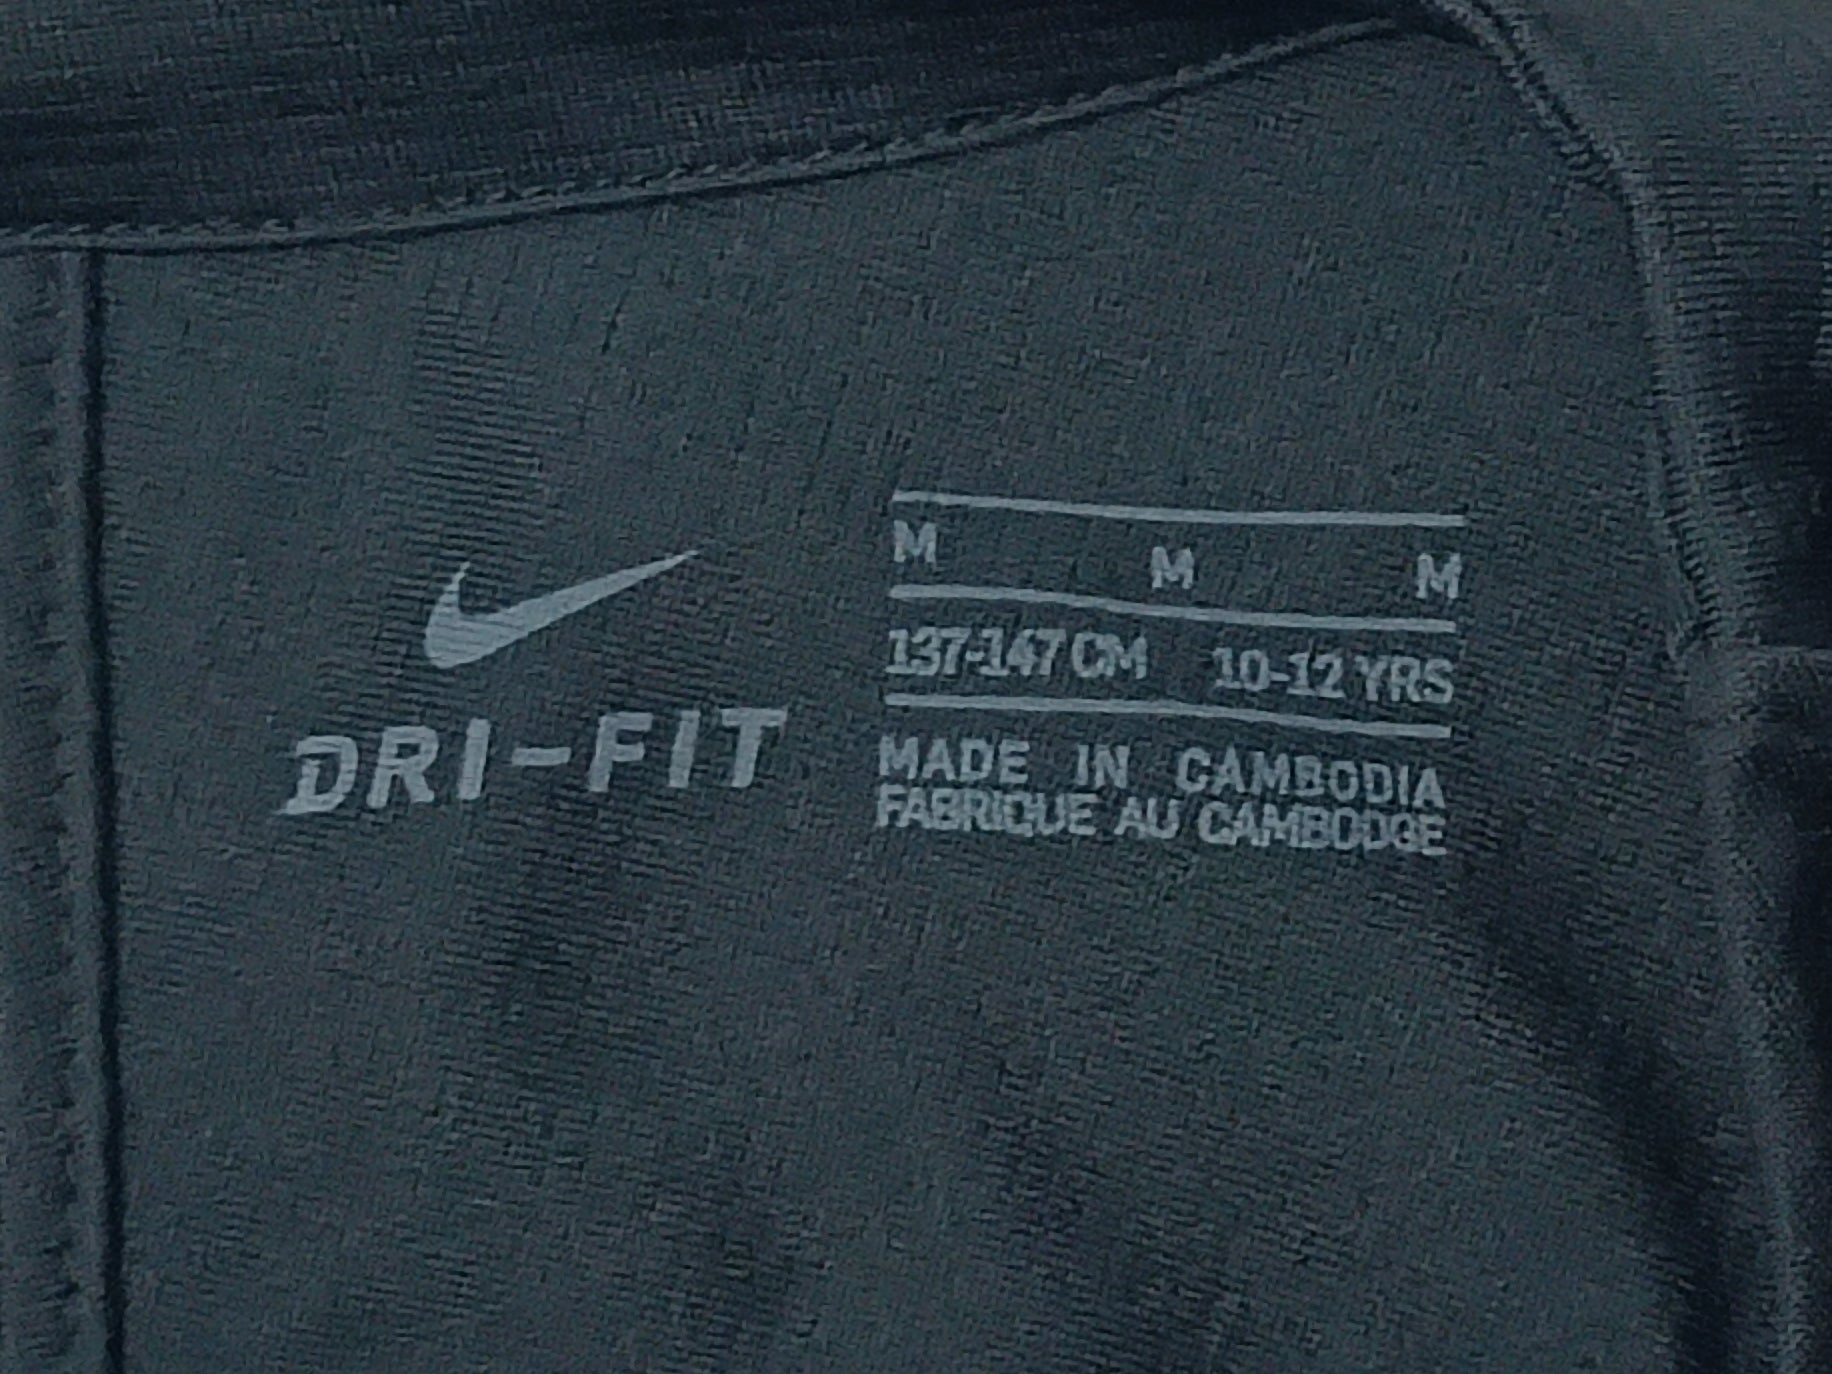 DRI-FIT
M M M
137-147 CM 10-12 YRS
MADE IN CAMBODIA
FABRIQUE AU CAMBODGE